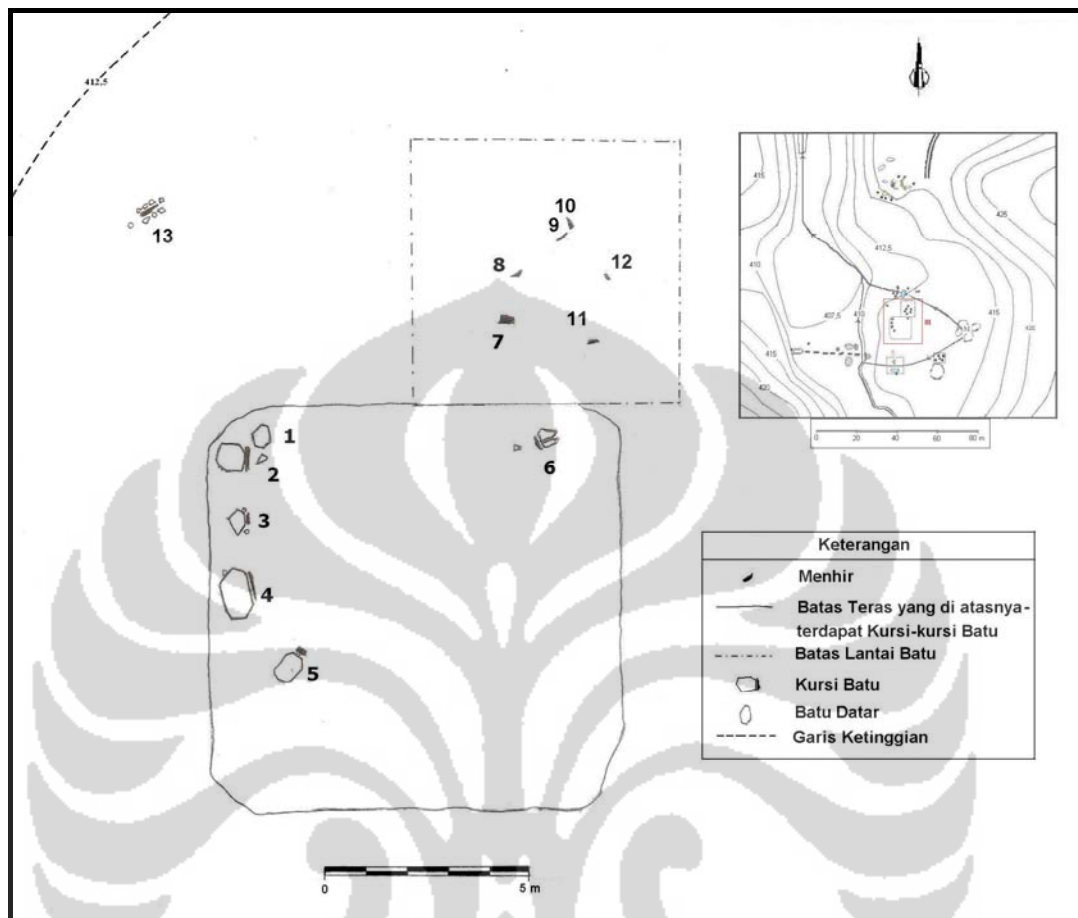 412,5
13
10
9
8
12
11
7
1
2
6
3
4
5
0 5 m
415
425
412,5
410
407,5
410
415
415
420
0 20 40 60 80 m
Keterangan
Menhir
Batas Teras yang di atasnya-
terdapat Kursi-kursi Batu
Batas Lantai Batu
Kursi Batu
Batu Datar
Garis Ketinggian